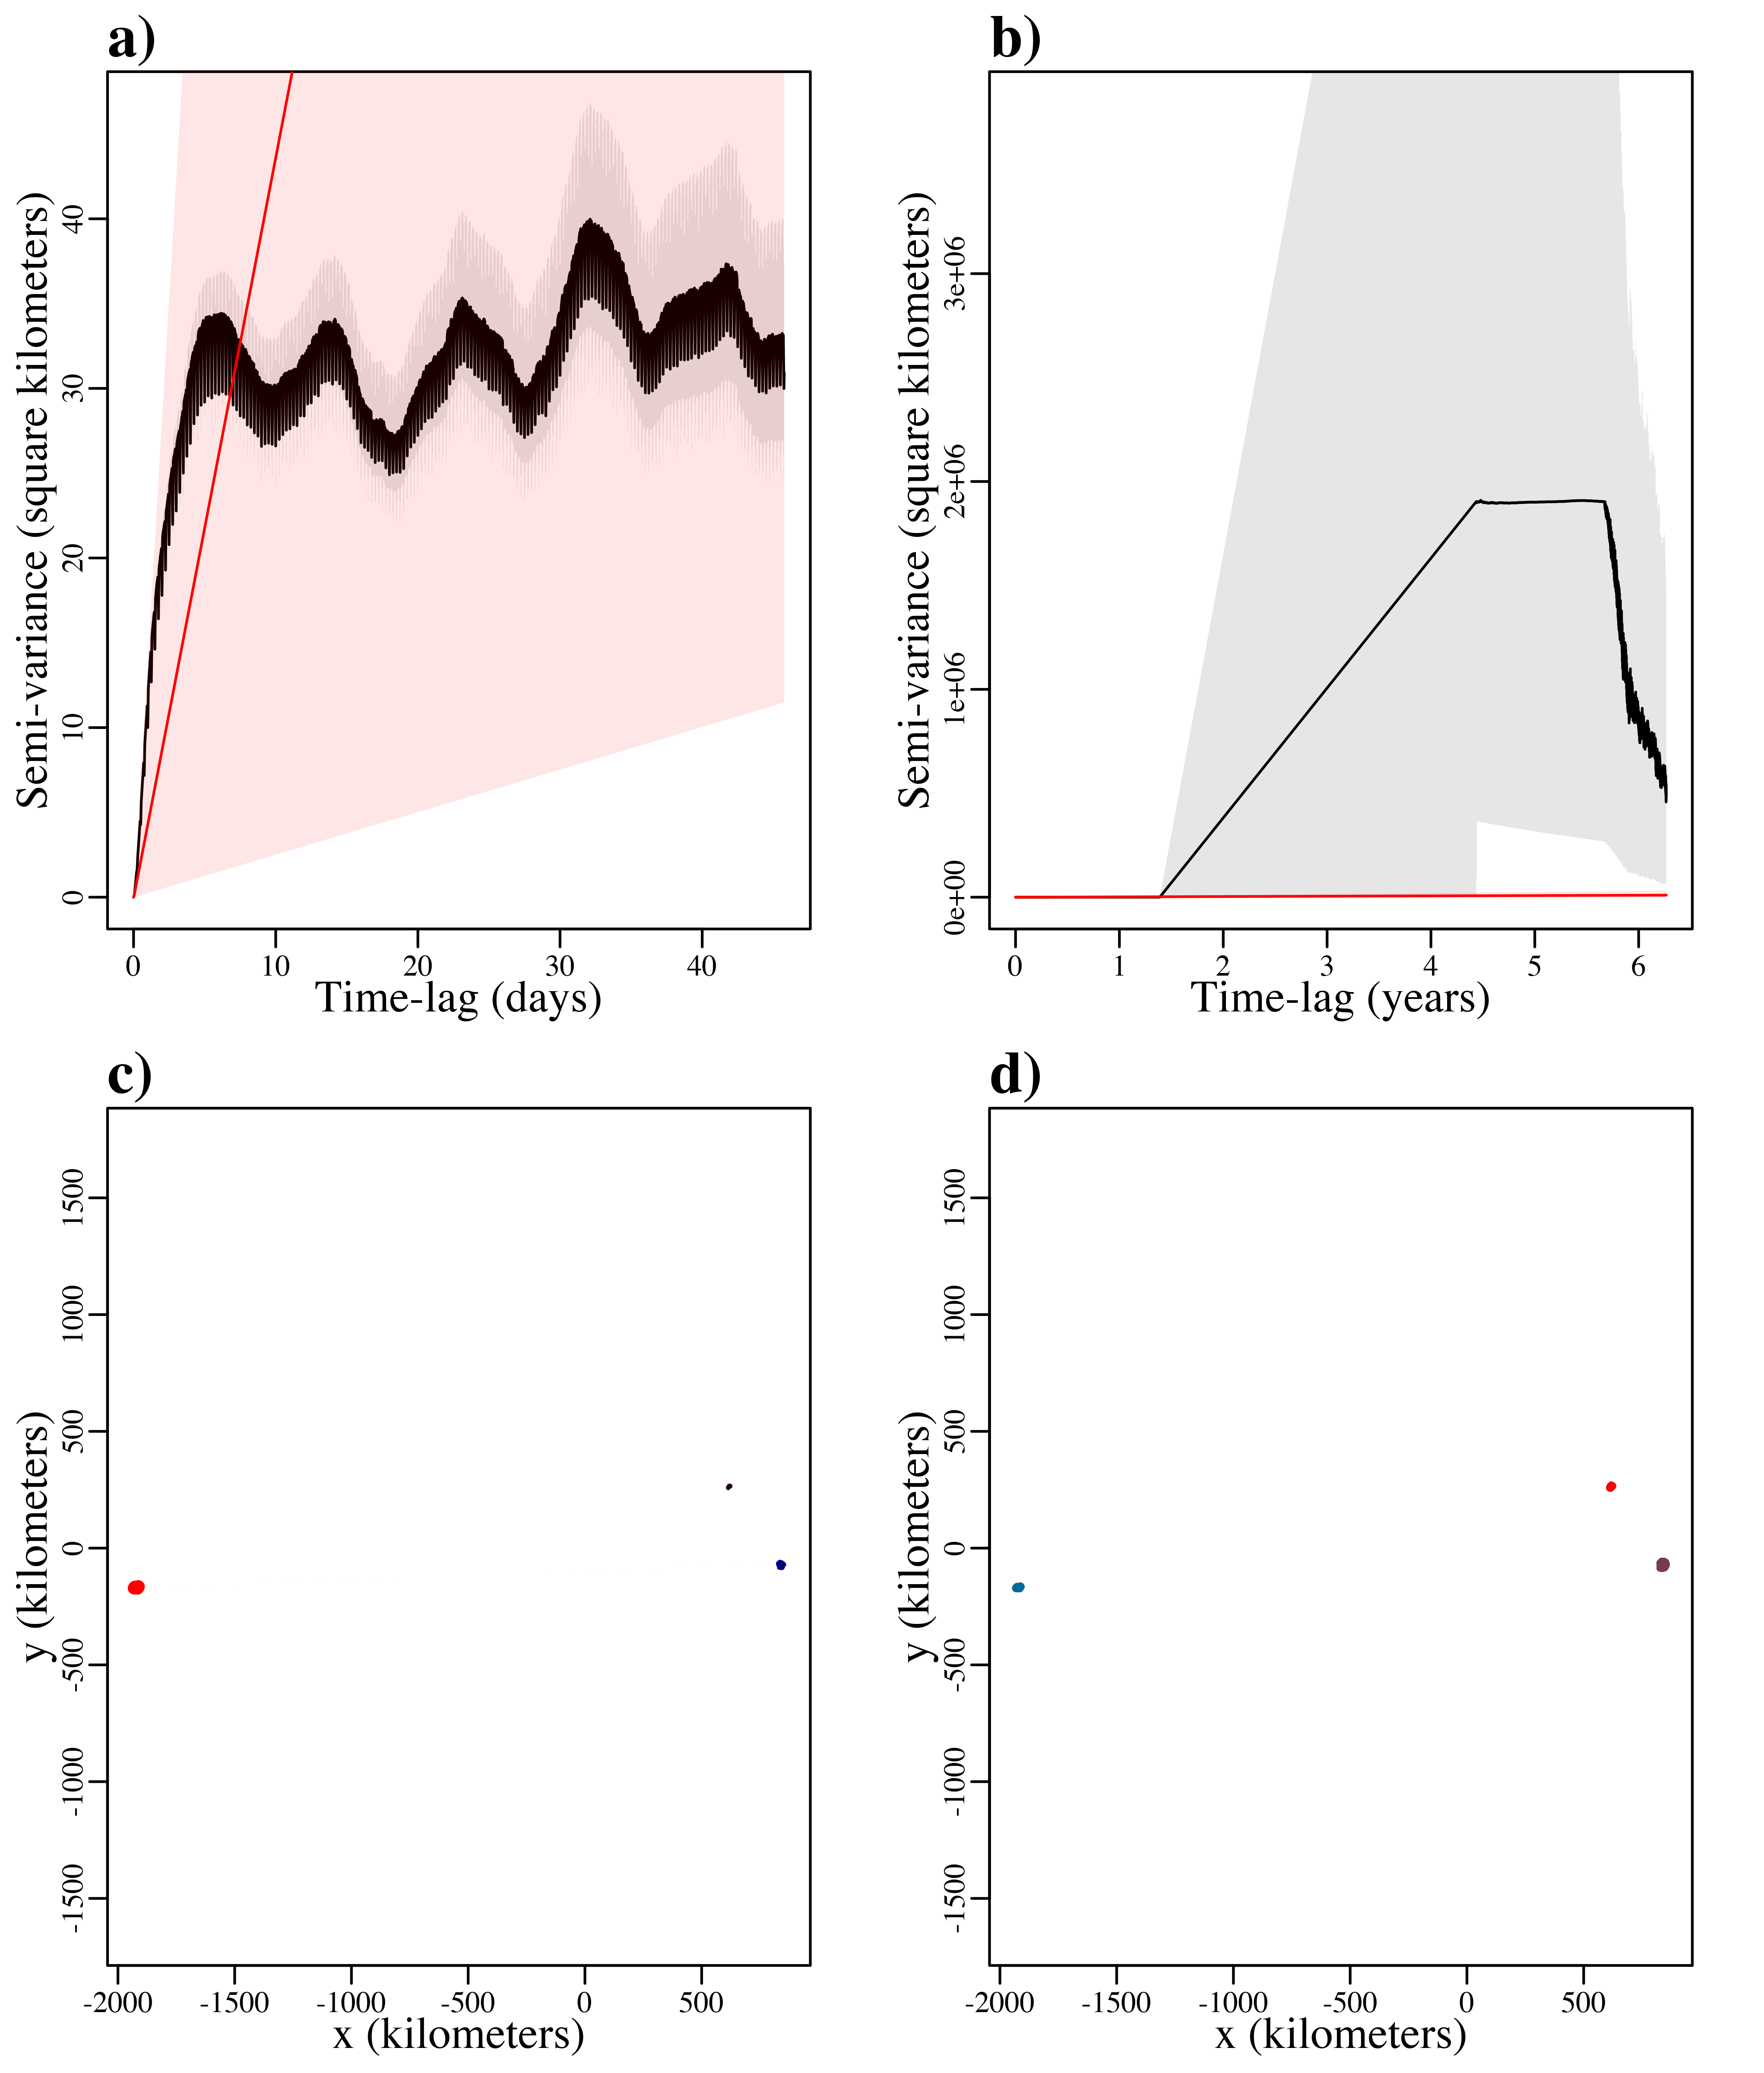 a)
Semi-variance (square kilometers)
0 10 20 30 40
0 10 20 30 40
Time-lag (days)
b)
Semi-variance (square kilometers)
0e+00 1e+06 2e+06 3e+06
0 1 2 3 4 5 6
Time-lag (years)
c)
y (kilometers)
-1500 -1000 -500 0 500 1000 1500
-2000 -1500 -1000 -500 0 500
x (kilometers)
d)
y (kilometers)
-1500 -1000 -500 0 500 1000 1500
-2000 -1500 -1000 -500 0 500
x (kilometers)